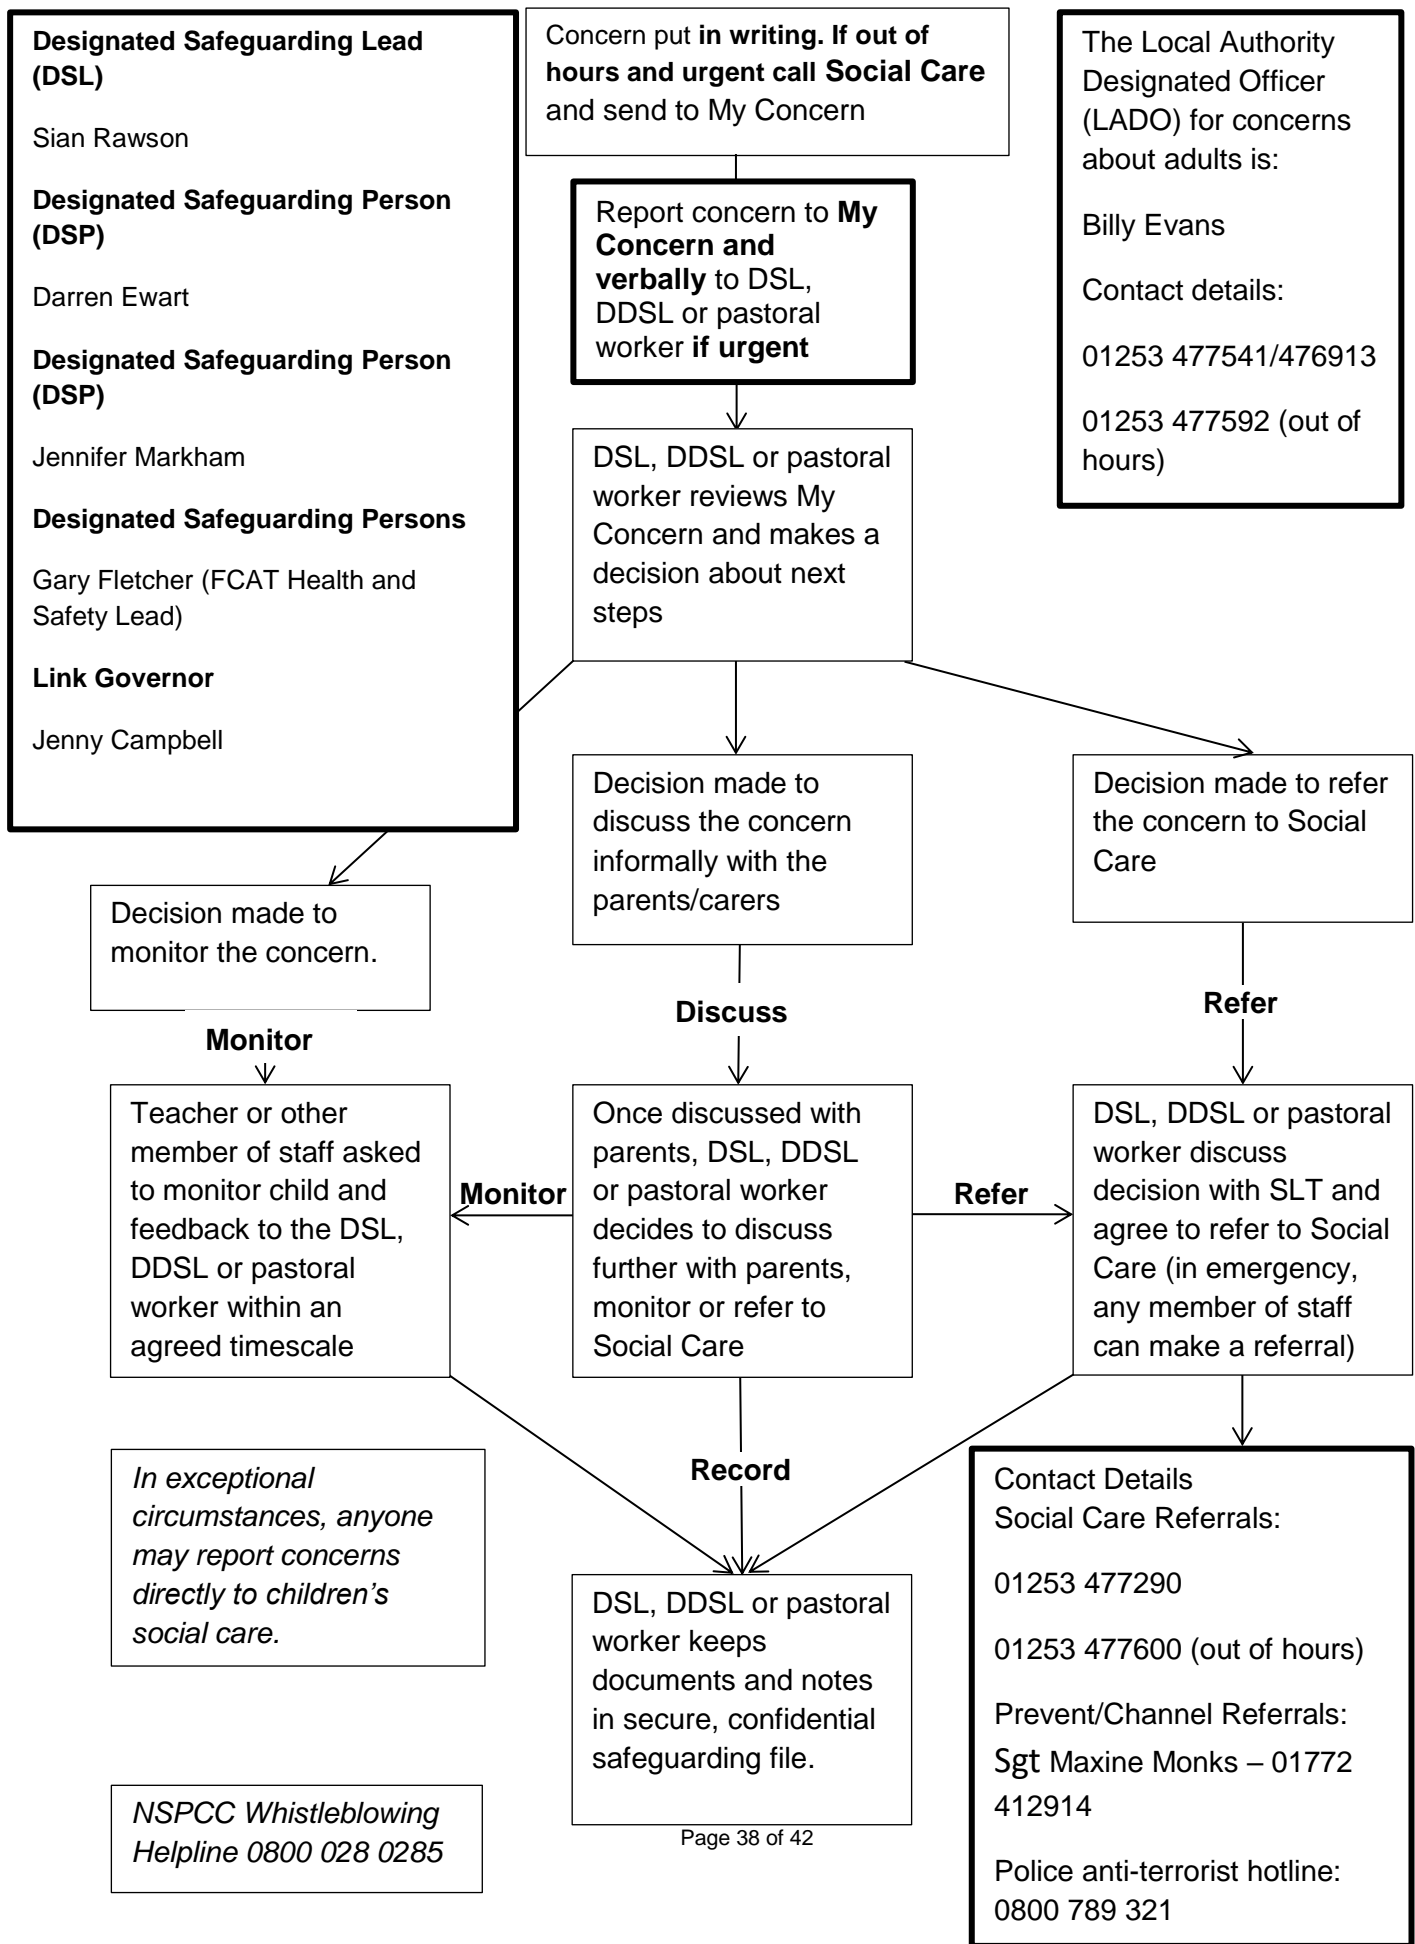 Designated Safeguarding Lead
(DSL)
Sian Rawson
Designated Safeguarding Person
(DSP)
Darren Ewart
Designated Safeguarding Person
(DSP)
Jennifer Markham
Designated Safeguarding Persons
Gary Fletcher (FCAT Health and
Safety Lead)
Link Governor
Jenny Campbell
Concern put in writing. If out of
hours and urgent call Social Care
and send to My Concern
The Local Authority
Designated Officer
(LADO) for concerns
about adults is:
Billy Evans
Contact details:
01253 477541/476913
01253 477592 (out of
hours)
Report concern to My
Concern and
verbally to DSL,
DDSL or pastoral
worker if urgent
DSL, DDSL or pastoral
worker reviews My
Concern and makes a
decision about next
steps
Decision made to
monitor the concern.
Decision made to
discuss the concern
informally with the
parents/carers
Decision made to refer
the concern to Social
Care
Monitor
Discuss
Refer
Teacher or other
member of staff asked
to monitor child and
feedback to the DSL,
DDSL or pastoral
worker within an
agreed timescale
Monitor
Once discussed with
parents, DSL, DDSL
or pastoral worker
decides to discuss
further with parents,
monitor or refer to
Social Care
Refer
DSL, DDSL or pastoral
worker discuss
decision with SLT and
agree to refer to Social
Care (in emergency,
any member of staff
can make a referral)
In exceptional
circumstances, anyone
may report concerns
directly to children’s
social care.
Record
DSL, DDSL or pastoral
worker keeps
documents and notes
in secure, confidential
safeguarding file.
Contact Details
Social Care Referrals:
01253 477290
01253 477600 (out of hours)
Prevent/Channel Referrals:
Sgt Maxine Monks – 01772
412914
Police anti-terrorist hotline:
0800 789 321
NSPCC Whistleblowing
Helpline 0800 028 0285
Page 38 of 42